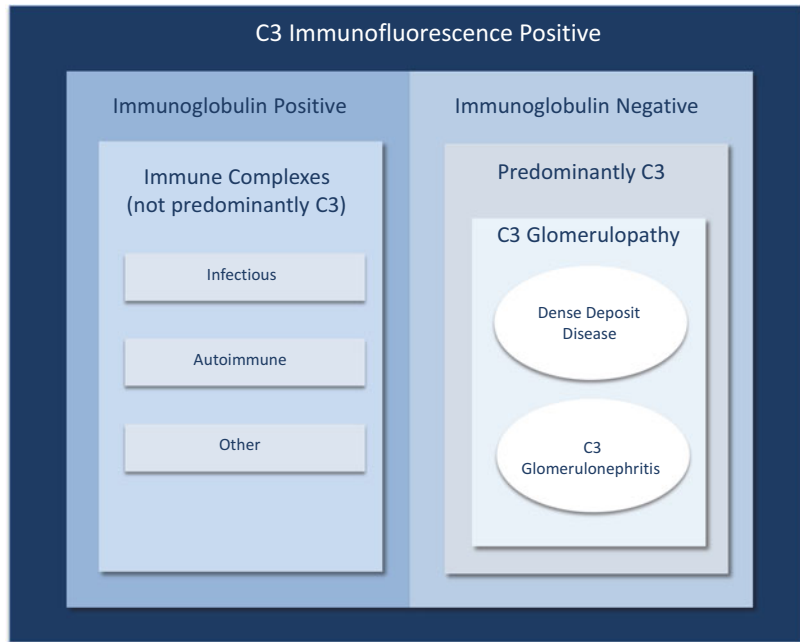 C3 Immunofluorescence Positive
Immunoglobulin Positive
Immune Complexes
(not predominantly C3)
Infectious
Autoimmune
Other
Immunoglobulin Negative
Predominantly C3
C3 Glomerulopathy
Dense Deposit
Disease
C3
Glomerulonephritis